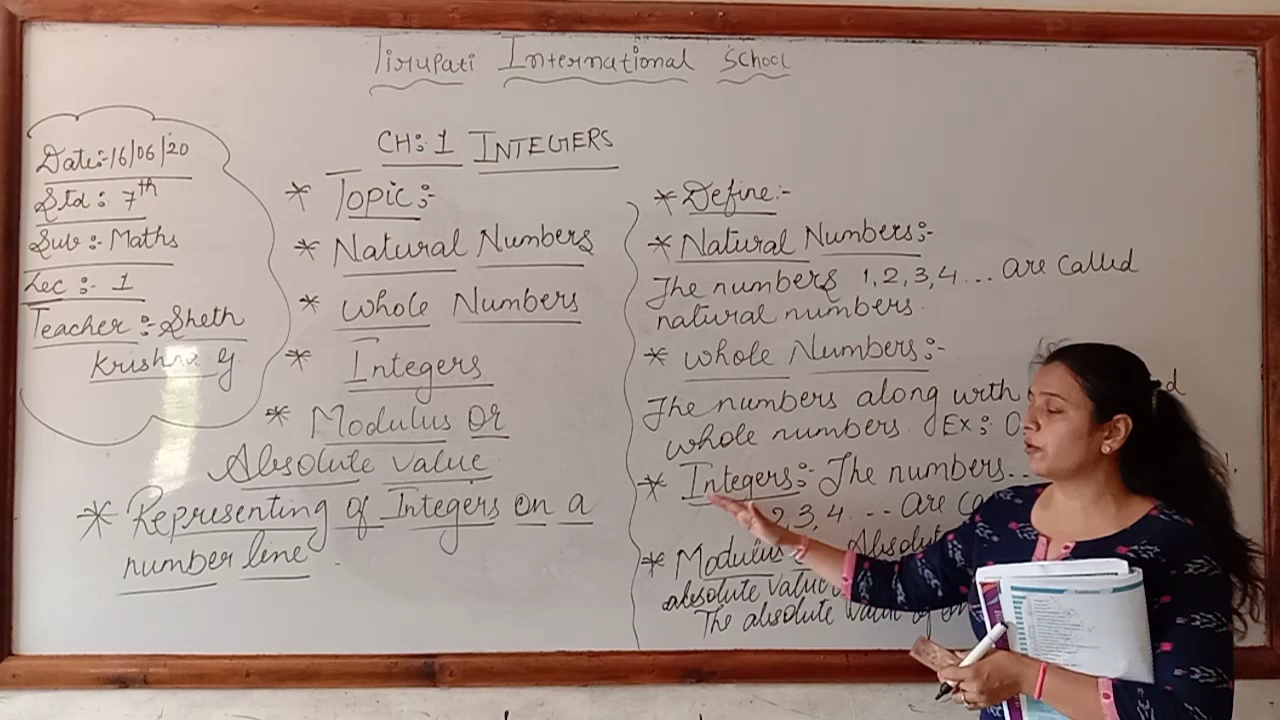 Tirupati International School
CH: 1 INTEGERS
Date:-16/06/20
Std : 7th
Sub :- Maths
Lec :- 1
Teacher :- Sheth
Krishna G
* Topic:-
* Natural Numbers
* Whole Numbers
* Integers
* Modulus or
Absolute value
* Representing of Integers on a
number line.
* Define:-
* Natural Numbers:-
The numbers 1,2,3,4... are called
natural numbers.
* Whole Numbers:-
The numbers along with
whole numbers. Ex: 0
* Integers:- The numbers...
2,3,4... are
* Modulus Absolute
absolute value
The absolute value of